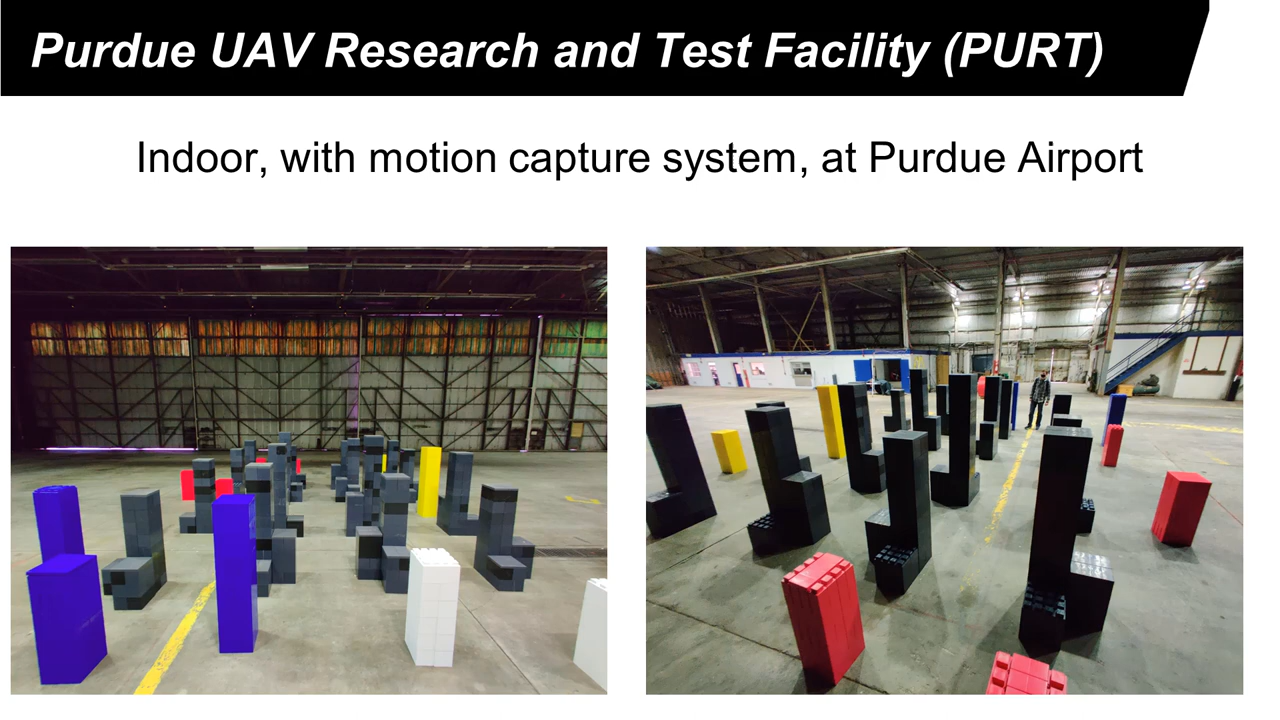 Purdue UAV Research and Test Facility (PURT)
Indoor, with motion capture system, at Purdue Airport